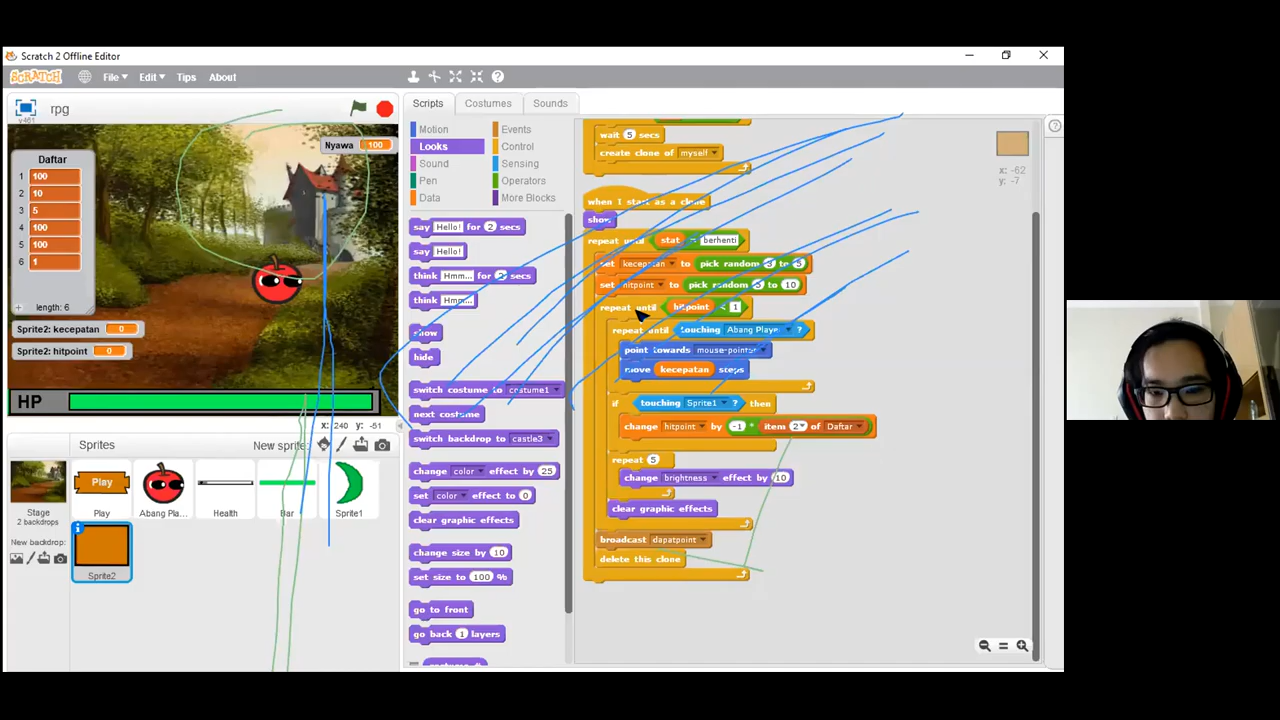 Scratch 2 Offline Editor
SCRATCH File Edit Tips About
rpg
y461
Nyawa 100
Daftar
1 100
2 10
3 5
4 100
5 100
6 1
length: 6
Sprite2: kecepatan 0
Sprite2: hitpoint 0
HP
x: 240 y: -51
Sprites New sprite:
Stage
2 backdrops
Play
Play
Abang Pla...
Health
Bar
Sprite1
New backdrop:
Sprite2
Scripts Costumes Sounds
Motion Events
Looks Control
Sound Sensing
Pen Operators
Data More Blocks
say Hello! for 2 secs
say Hello!
think Hmm... for 2 secs
think Hmm...
show
hide
switch costume to costume1
next costume
switch backdrop to castle3
change color effect by 25
set color effect to 0
clear graphic effects
change size by 10
set size to 100 %
go to front
go back 1 layers
wait 5 secs
create clone of myself
when I start as a clone
show
repeat until stat = berhenti
set kecepatan to pick random 3 to 5
set hitpoint to pick random 5 to 10
repeat until hitpoint < 1
repeat until touching Abang Player ?
point towards mouse-pointer
move kecepatan steps
if touching Sprite1 ? then
change hitpoint by -1 * item 2 of Daftar
repeat 5
change brightness effect by 10
clear graphic effects
broadcast dapatpoint
delete this clone
x: -62
y: -7